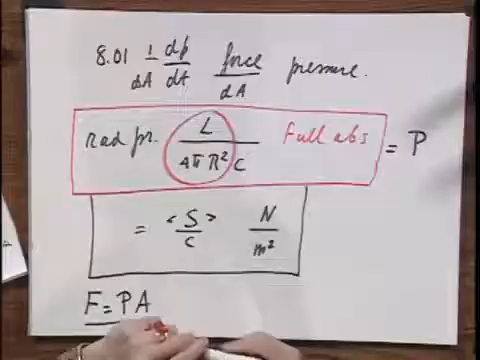 8.01 1/dA dp/dt force/dA pressure.
Rad pr. L/4πR²c Full abs = P
= <S>/c N/m²
F=PA